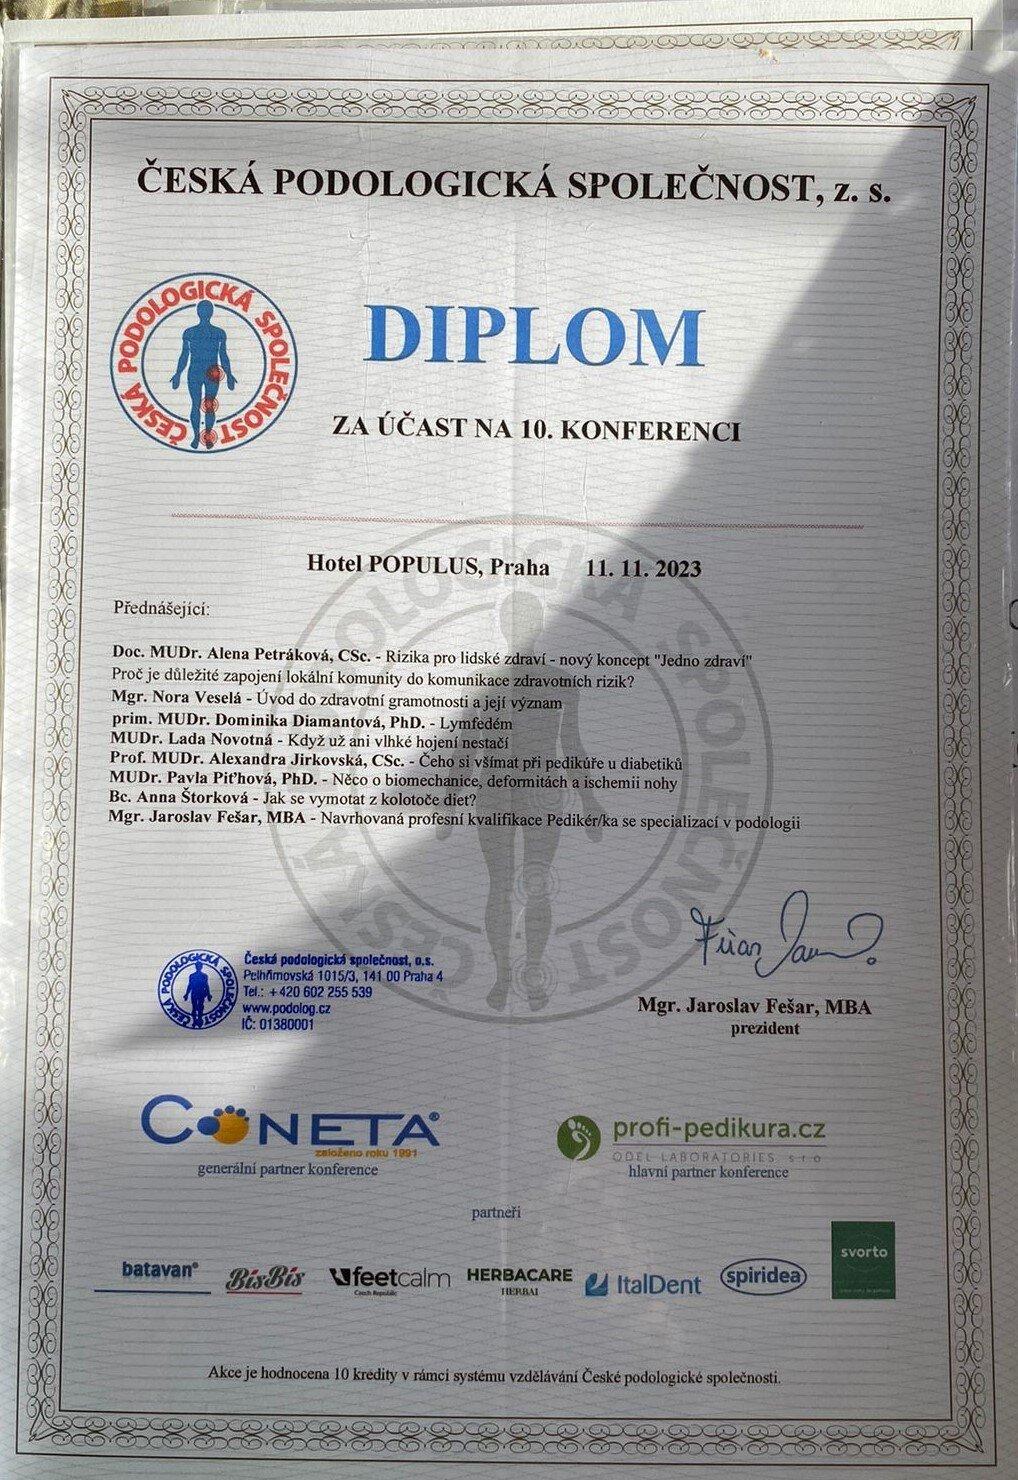 ČESKÁ PODOLOGICKÁ SPOLEČNOST, z. s.
ČESKÁ PODOLOGICKÁ SPOLEČNOST
DIPLOM
ZA ÚČAST NA 10. KONFERENCI
Hotel POPULUS, Praha 11. 11. 2023
Přednášející:
Doc. MUDr. Alena Petráková, CSc. - Rizika pro lidské zdraví - nový koncept "Jedno zdraví"
Proč je důležité zapojení lokální komunity do komunikace zdravotních rizik?
Mgr. Nora Veselá - Úvod do zdravotní gramotnosti a její význam
prim. MUDr. Dominika Diamantová, PhD. - Lymfedém
MUDr. Lada Novotná - Když už ani vlhké hojení nestačí
Prof. MUDr. Alexandra Jirkovská, CSc. - Čeho si všímat při pedikúře u diabetiků
MUDr. Pavla Piťhová, PhD. - Něco o biomechanice, deformitách a ischemii nohy
Bc. Anna Štorková - Jak se vymotat z kolotoče diet?
Mgr. Jaroslav Fešar, MBA - Navrhovaná profesní kvalifikace Pedikér/ka se specializací v podologii
ČESKÁ PODOLOGICKÁ SPOLEČNOST
ČESKÁ PODOLOGICKÁ SPOLEČNOST
Česká podologická společnost, o.s.
Pelhřimovská 1015/3, 141 00 Praha 4
Tel.: +420 602 255 539
www.podolog.cz
IČ: 01380001
Mgr. Jaroslav Fešar, MBA
prezident
CONETA®
založeno roku 1991
generální partner konference
profi-pedikura.cz
ODEL LABORATORIES s r o
hlavní partner konference
partneři
batavan®
BisBis
feetcalm
Czech Republic
HERBACARE
HERBAI
ItalDent
spiridea
svorto
Akce je hodnocena 10 kredity v rámci systému vzdělávání České podologické společnosti.